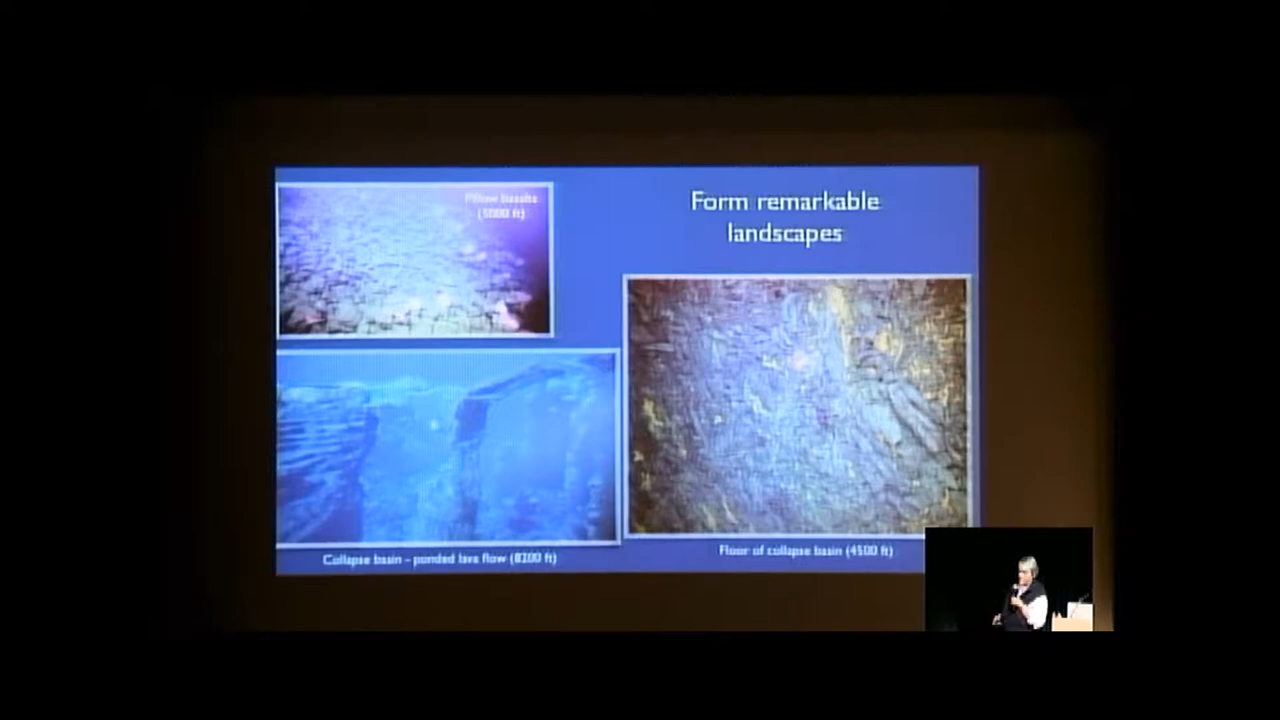 Pillow basalts
(5000 ft)
Form remarkable
landscapes
Collapse basin - ponded lava flow (8200 ft)
Floor of collapse basin (4500 ft)